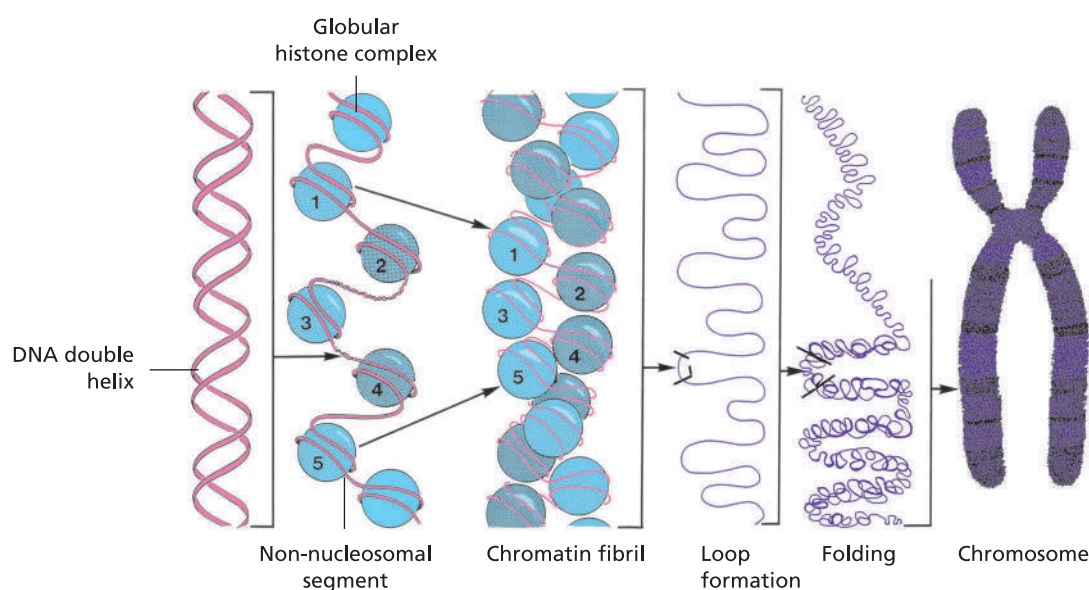 Globular
histone complex
1
2
3
4
5
1
2
3
4
5
DNA double
helix
Non-nucleosomal
segment
Chromatin fibril
Loop
formation
Folding
Chromosome